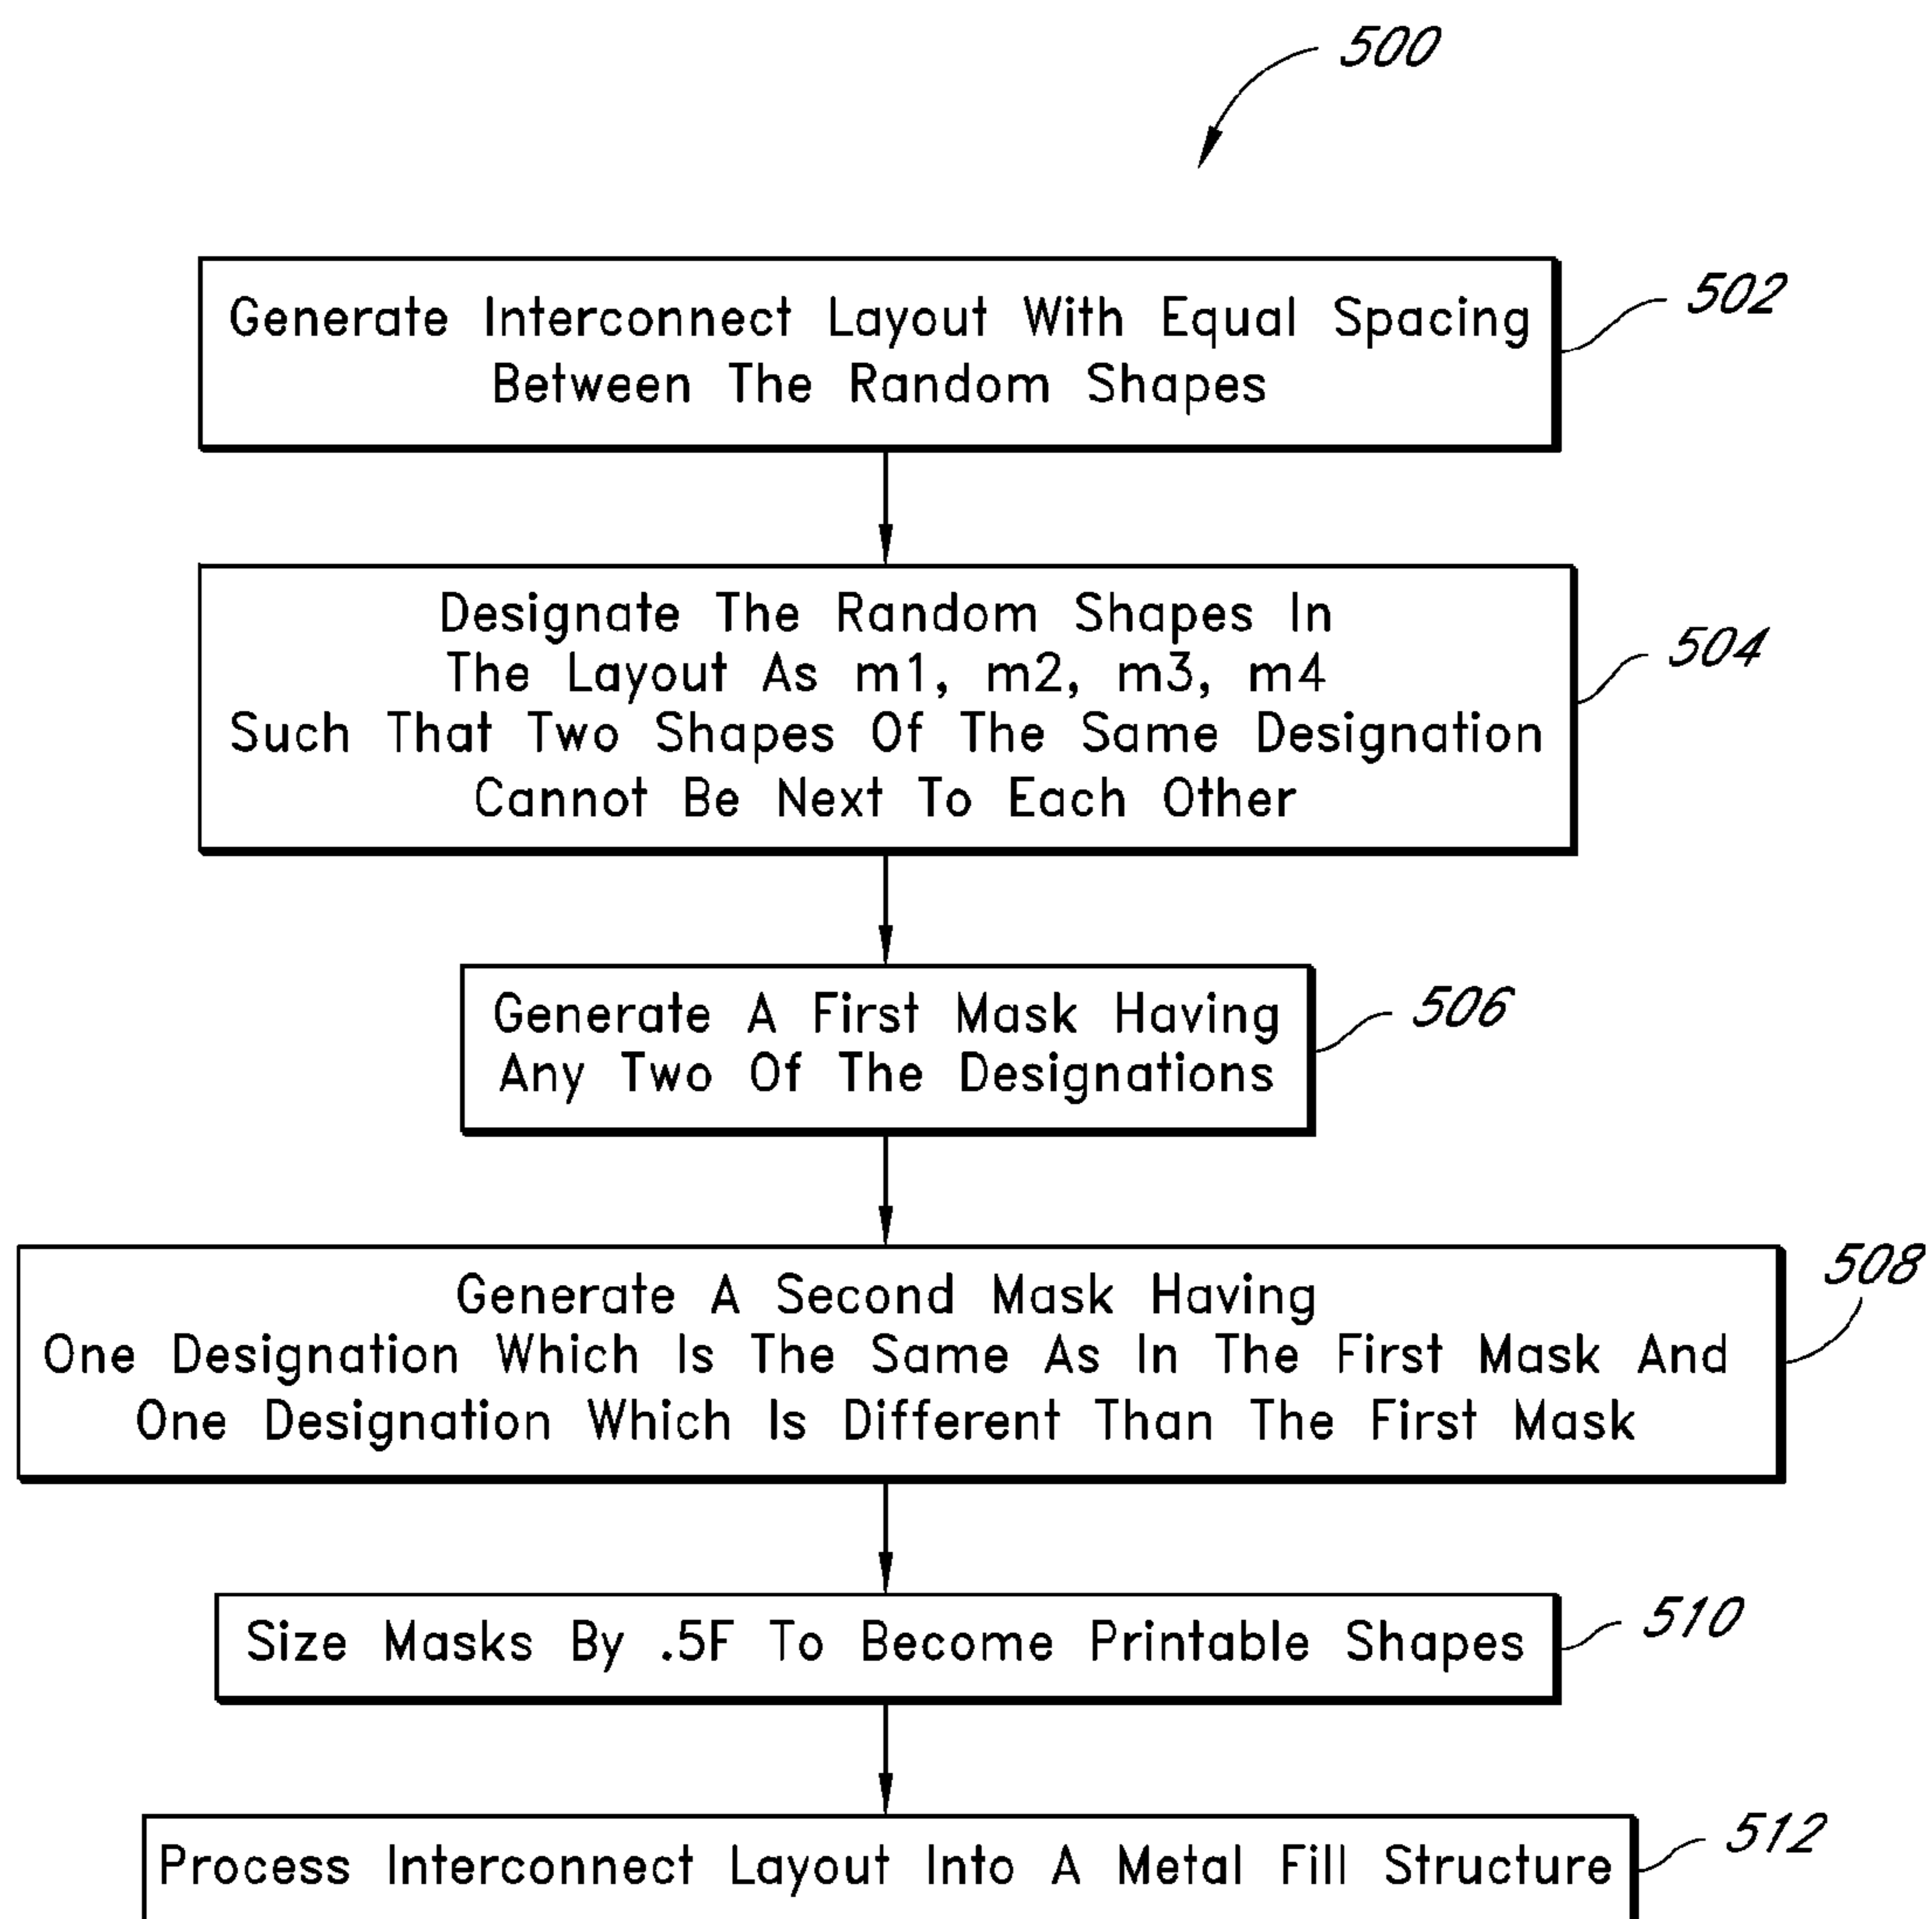 500
Generate Interconnect Layout With Equal Spacing
Between The Random Shapes
502
Designate The Random Shapes In
The Layout As m1, m2, m3, m4
Such That Two Shapes Of The Same Designation
Cannot Be Next To Each Other
504
Generate A First Mask Having
Any Two Of The Designations
506
Generate A Second Mask Having
One Designation Which Is The Same As In The First Mask And
One Designation Which Is Different Than The First Mask
508
Size Masks By .5F To Become Printable Shapes
510
Process Interconnect Layout Into A Metal Fill Structure
512